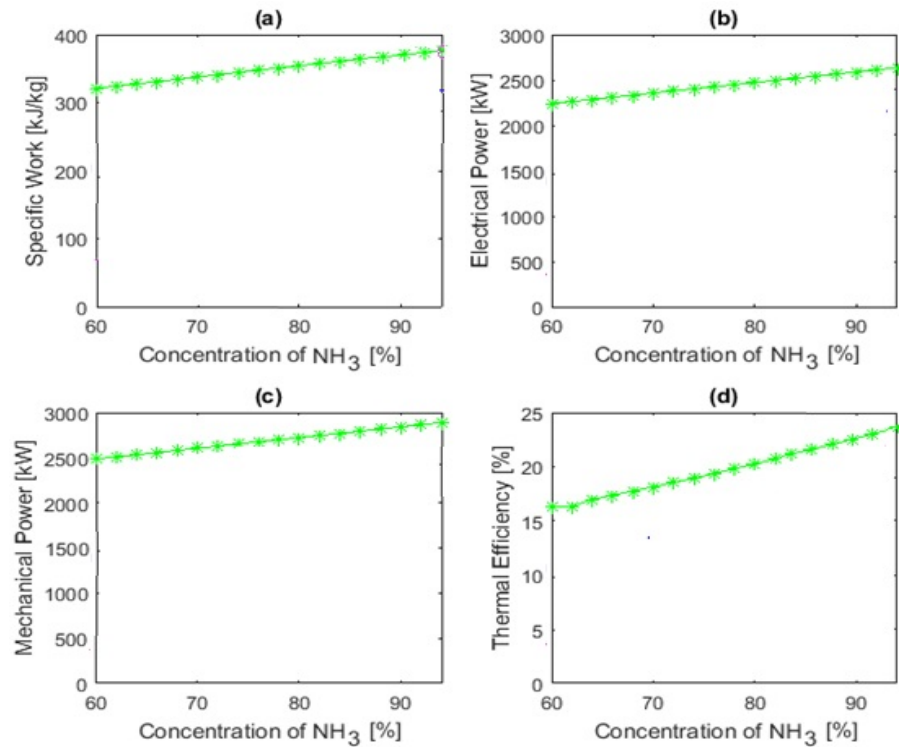 (a)
400
300
200
100
0
Specific Work [kJ/kg]
60 70 80 90
Concentration of NH3 [%]
(b)
3000
2500
2000
1500
1000
500
0
Electrical Power [kW]
60 70 80 90
Concentration of NH3 [%]
(c)
3000
2500
2000
1500
1000
500
0
Mechanical Power [kW]
60 70 80 90
Concentration of NH3 [%]
(d)
25
20
15
10
5
0
Thermal Efficiency [%]
60 70 80 90
Concentration of NH3 [%]